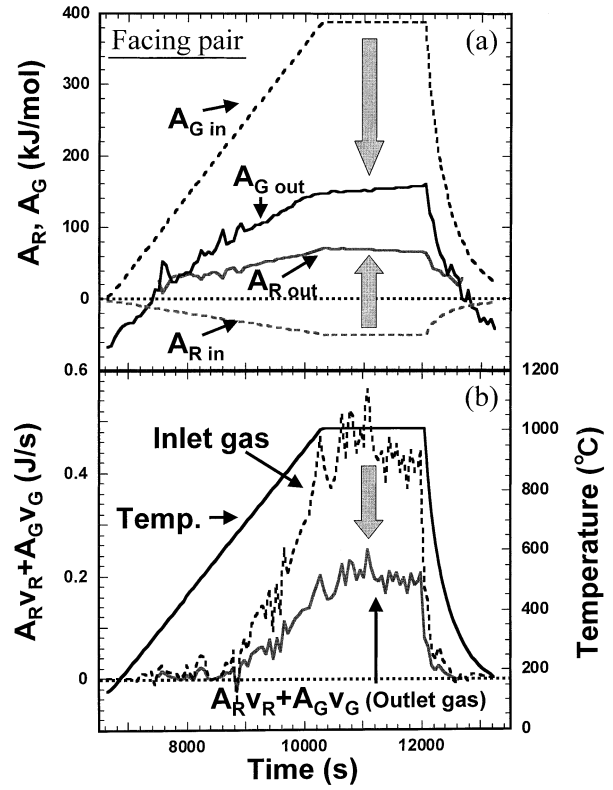 400
Facing pair
(a)
300
A_G in
200
A_G out
100
A_R out
0
A_R in
A_R, A_G (kJ/mol)
0.6
1200
(b)
Inlet gas
1000
0.4
800
Temp.
600
0.2
400
200
0
A_Rv_R+A_Gv_G (Outlet gas)
0
A_Rv_R+A_Gv_G (J/s)
Temperature (°C)
8000 10000 12000
Time (s)